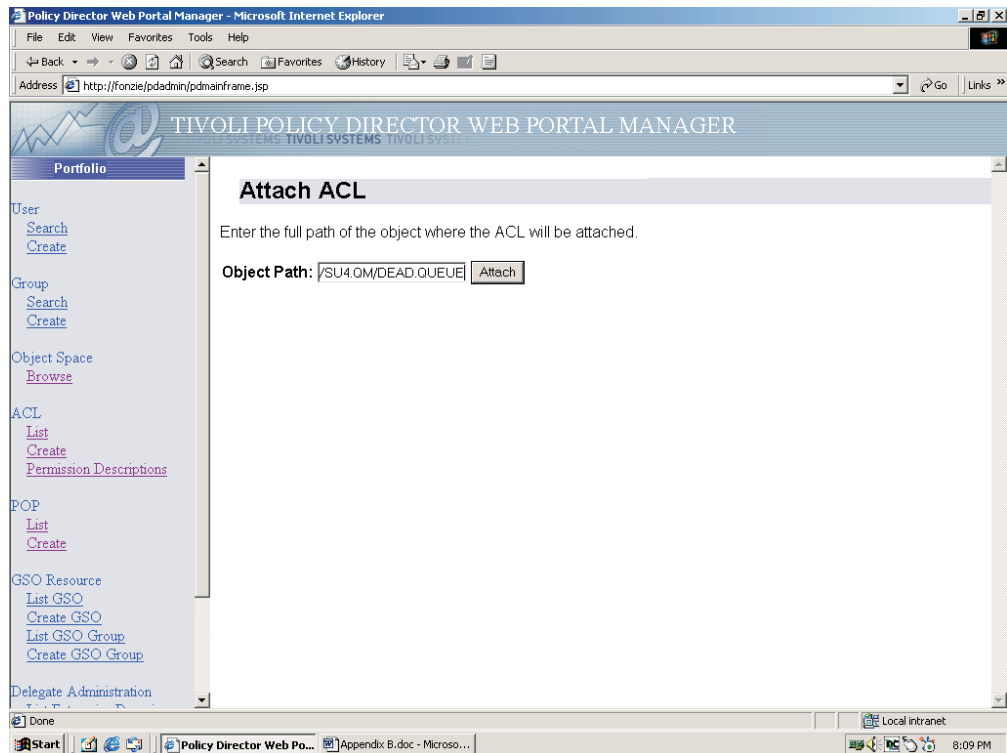 Policy Director Web Portal Manager - Microsoft Internet Explorer
File Edit View Favorites Tools Help
Back Search Favorites History
Address http://fonzie/pdadmin/pdmainframe.jsp Go Links »
TIVOLI POLICY DIRECTOR WEB PORTAL MANAGER
TIVOLI SYSTEMS
Portfolio
User
Search
Create
Group
Search
Create
Object Space
Browse
ACL
List
Create
Permission Descriptions
POP
List
Create
GSO Resource
List GSO
Create GSO
List GSO Group
Create GSO Group
Delegate Administration
Attach ACL
Enter the full path of the object where the ACL will be attached.
Object Path: /SU4.QM/DEAD.QUEUE Attach
Done Local intranet
Start Policy Director Web Po... Appendix B.doc - Microso... 8:09 PM